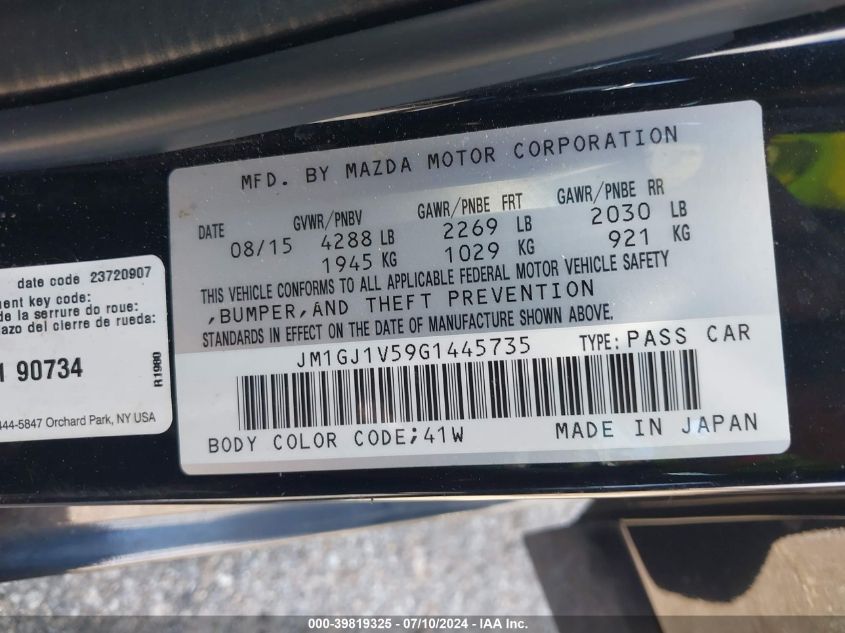 MFD. BY MAZDA MOTOR CORPORATION
DATE GVWR/PNBV GAWR/PNBE FRT GAWR/PNBE RR
08/15 4288 LB 2269 LB 2030 LB
1945 KG 1029 KG 921 KG
THIS VEHICLE CONFORMS TO ALL APPLICABLE FEDERAL MOTOR VEHICLE SAFETY
,BUMPER,AND THEFT PREVENTION
STANDARDS IN EFFECT ON THE DATE OF MANUFACTURE SHOWN ABOVE.
JM1GJ1V59G1445735 TYPE:PASS CAR
BODY COLOR CODE;41W MADE IN JAPAN
date code 23720907
key code:
de la serrure do roue:
del cierre de rueda:
90734
R1980
444-5847 Orchard Park, NY USA
000-39819325 - 07/10/2024 - IAA Inc.